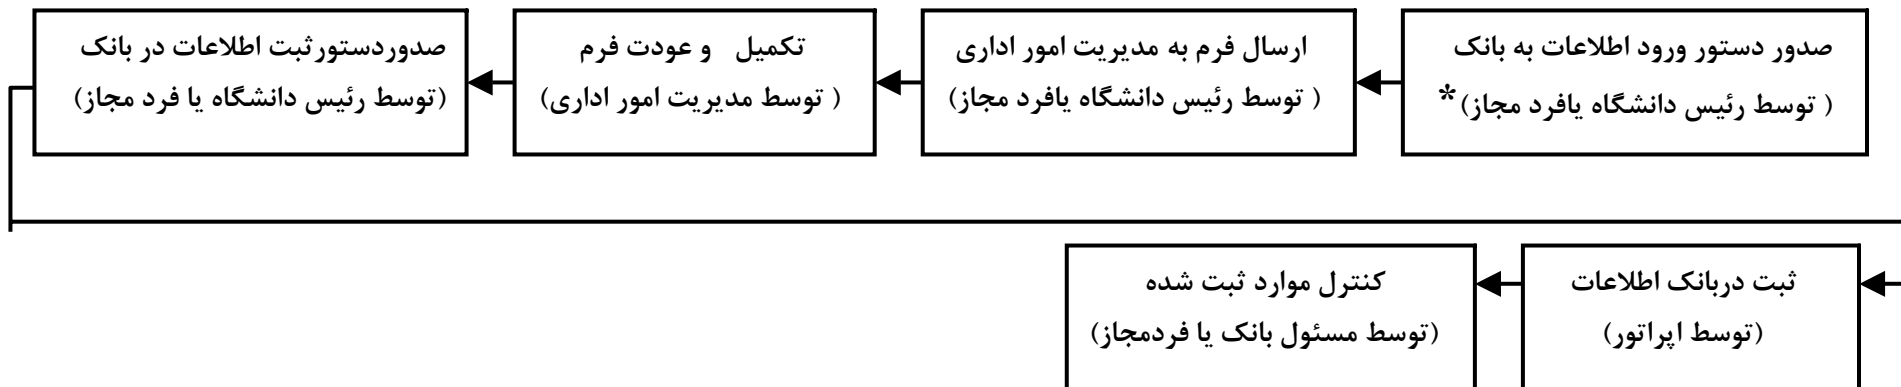 صدور دستور ورود اطلاعات به بانک
( توسط رئیس دانشگاه یافرد مجاز)*
ارسال فرم به مدیریت امور اداری
( توسط رئیس دانشگاه یافرد مجاز)
تکمیل و عودت فرم
( توسط مدیریت امور اداری)
صدوردستورثبت اطلاعات در بانک
(توسط رئیس دانشگاه یا فرد مجاز)
ثبت دربانک اطلاعات
(توسط اپراتور)
کنترل موارد ثبت شده
(توسط مسئول بانک یا فردمجاز)